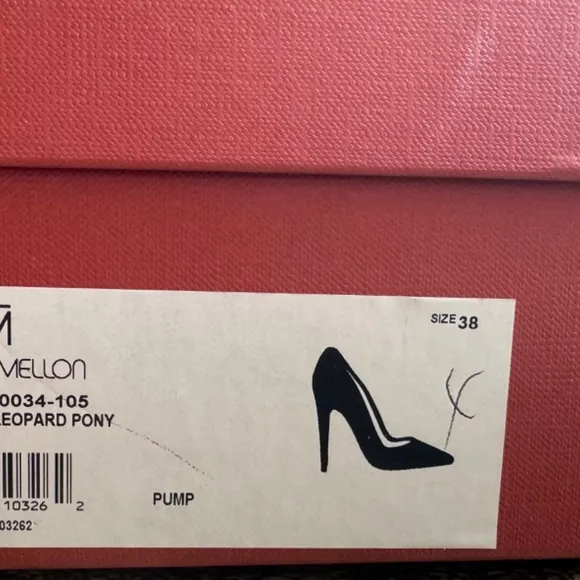 SIZE 38
MELLON
0034-105
LEOPARD PONY
10326 2
PUMP
03262